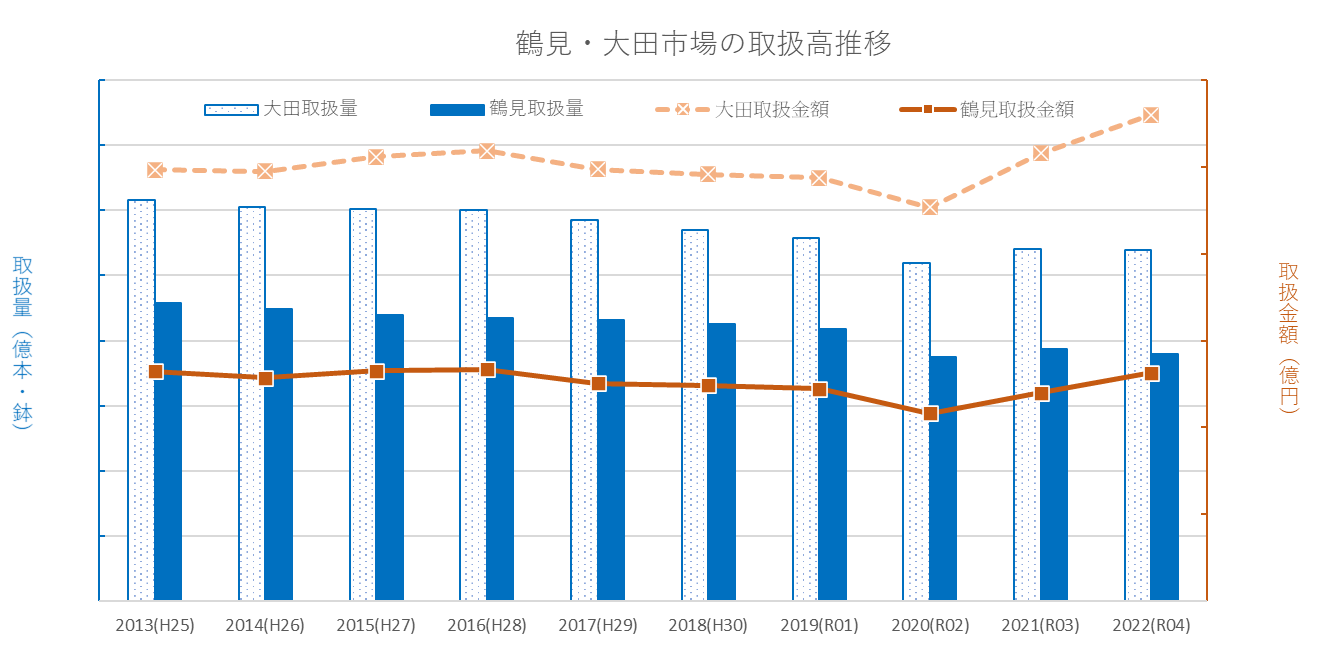 鶴見・大田市場の取扱高推移
大田取扱量
鶴見取扱量
大田取扱金額
鶴見取扱金額
取扱量（億本・鉢）
取扱金額（億円）
2013(H25)
2014(H26)
2015(H27)
2016(H28)
2017(H29)
2018(H30)
2019(R01)
2020(R02)
2021(R03)
2022(R04)